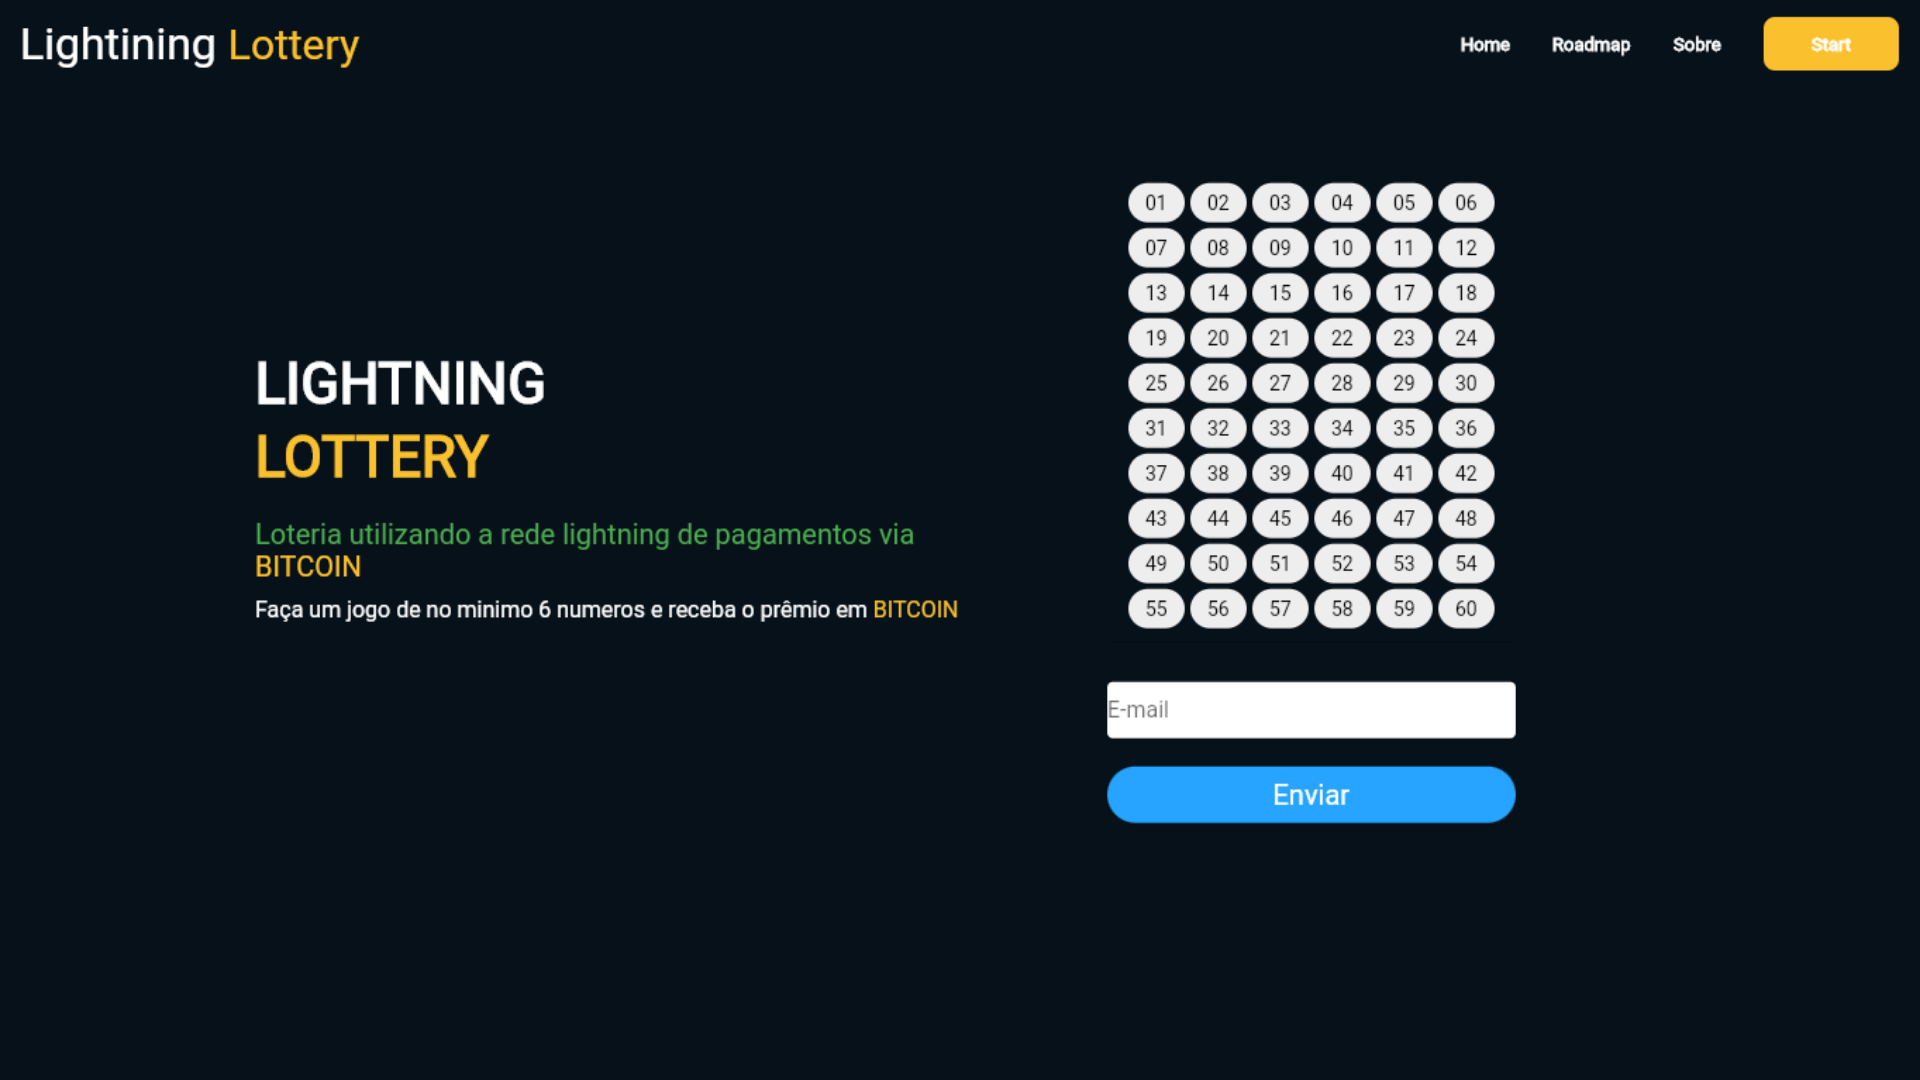 Lightining Lottery
Home Roadmap Sobre Start
LIGHTNING
LOTTERY
Loteria utilizando a rede lightning de pagamentos via
BITCOIN
Faça um jogo de no minimo 6 numeros e receba o prêmio em BITCOIN
01 02 03 04 05 06
07 08 09 10 11 12
13 14 15 16 17 18
19 20 21 22 23 24
25 26 27 28 29 30
31 32 33 34 35 36
37 38 39 40 41 42
43 44 45 46 47 48
49 50 51 52 53 54
55 56 57 58 59 60
E-mail
Enviar